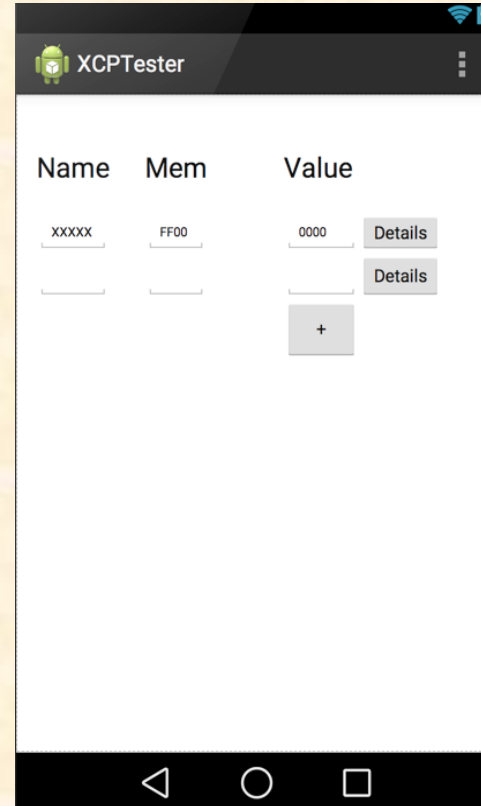 XCPTester
Name Mem Value
XXXXX FF00 0000 Details
Details
+